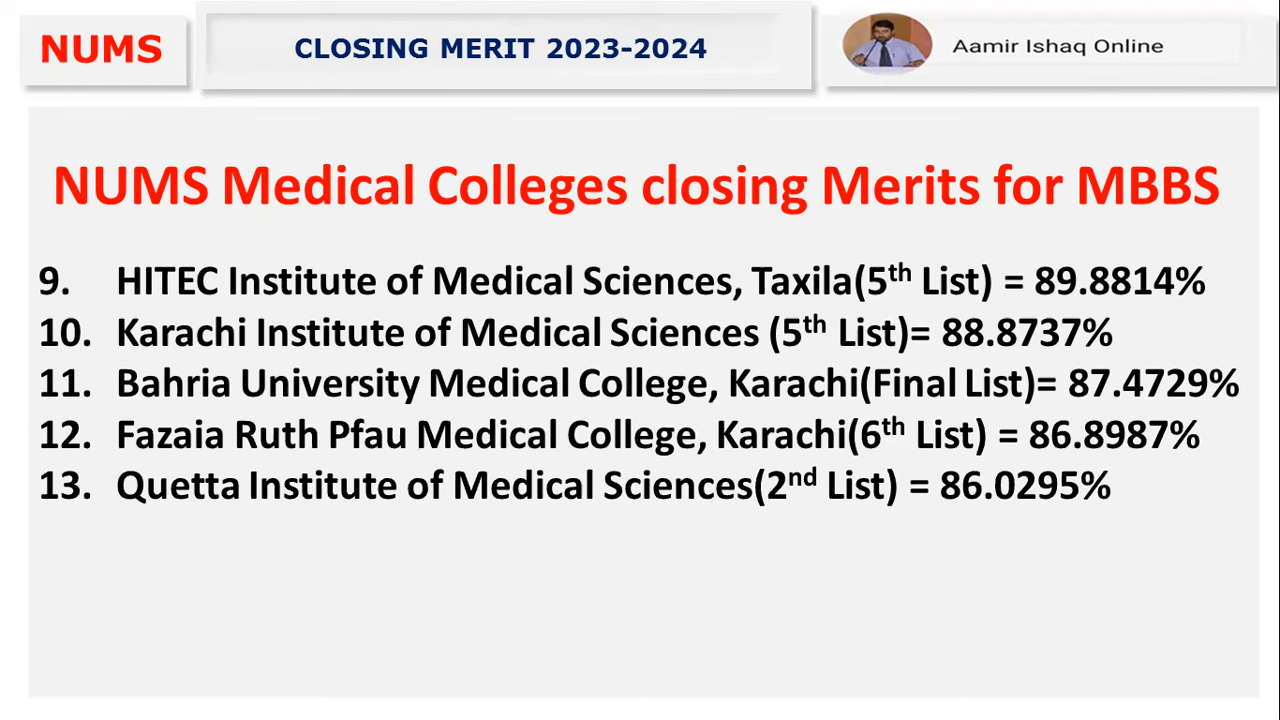 NUMS
CLOSING MERIT 2023-2024
Aamir Ishaq Online
NUMS Medical Colleges closing Merits for MBBS
9. HITEC Institute of Medical Sciences, Taxila(5th List) = 89.8814%
10. Karachi Institute of Medical Sciences (5th List)= 88.8737%
11. Bahria University Medical College, Karachi(Final List)= 87.4729%
12. Fazaia Ruth Pfau Medical College, Karachi(6th List) = 86.8987%
13. Quetta Institute of Medical Sciences(2nd List) = 86.0295%